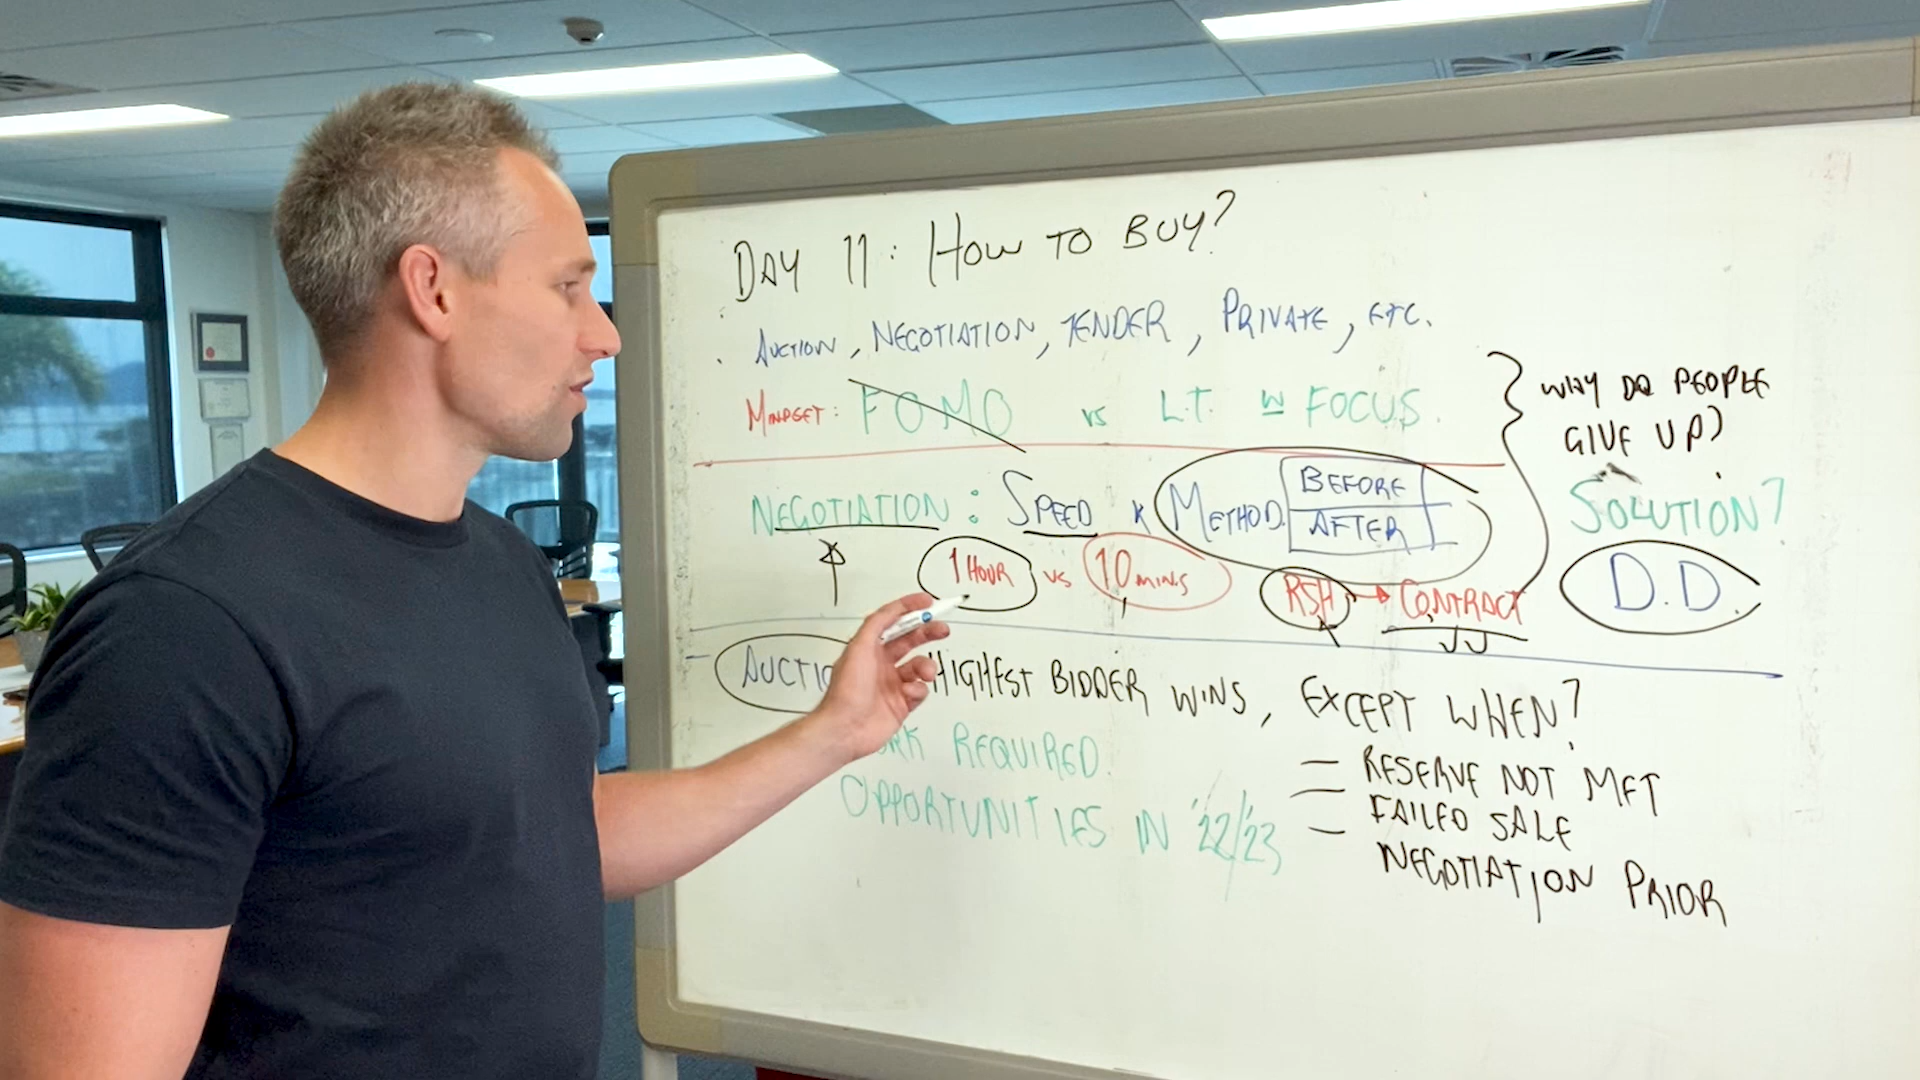 DAY 11: HOW TO BUY?
. AUCTION, NEGOTIATION, TENDER, PRIVATE, ETC.
MINDSET: FOMO vs L.T. W FOCUS.
NEGOTIATION: SPEED & METHOD.
BEFORE
AFTER
1 HOUR vs 10 MINS
RSH → CONTRACT
WHY DO PEOPLE
GIVE UP?
SOLUTION?
D.D.
- AUCTIO HIGHEST BIDDER WINS, EXCEPT WHEN?
REQUIRED.
OPPORTUNITIES IN '22/'23
- RESERVE NOT MET
- FAILED SALE
- NEGOTIATION PRIOR